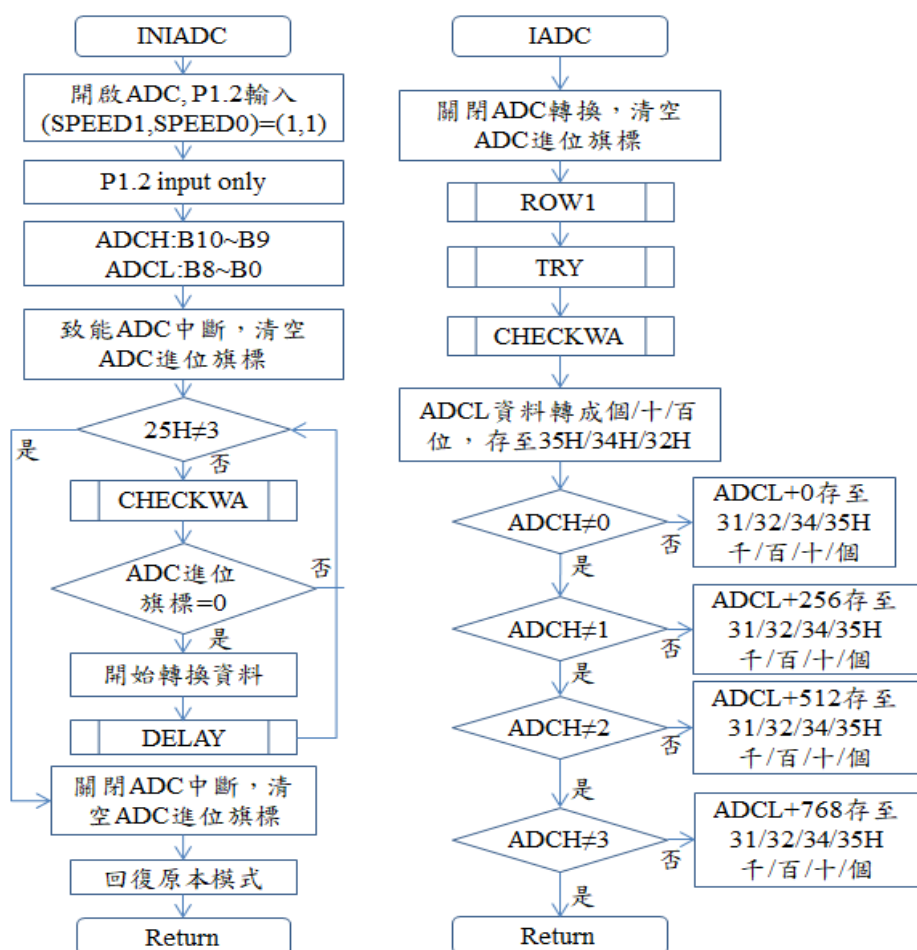 INIADC
開啟ADC, P1.2輸入
(SPEED1,SPEED0)=(1,1)
P1.2 input only
ADCH:B10~B9
ADCL:B8~B0
致能ADC中斷，清空
ADC進位旗標
25H≠3
是
否
CHECKWA
ADC進位
旗標=0
否
是
開始轉換資料
DELAY
關閉ADC中斷，清
空ADC進位旗標
回復原本模式
Return
IADC
關閉ADC轉換，清空
ADC進位旗標
ROW1
TRY
CHECKWA
ADCL資料轉成個/十/百
位，存至35H/34H/32H
ADCH≠0
否
是
ADCL+0存至
31/32/34/35H
千/百/十/個
ADCH≠1
否
是
ADCL+256存至
31/32/34/35H
千/百/十/個
ADCH≠2
否
是
ADCL+512存至
31/32/34/35H
千/百/十/個
ADCH≠3
否
是
ADCL+768存至
31/32/34/35H
千/百/十/個
Return